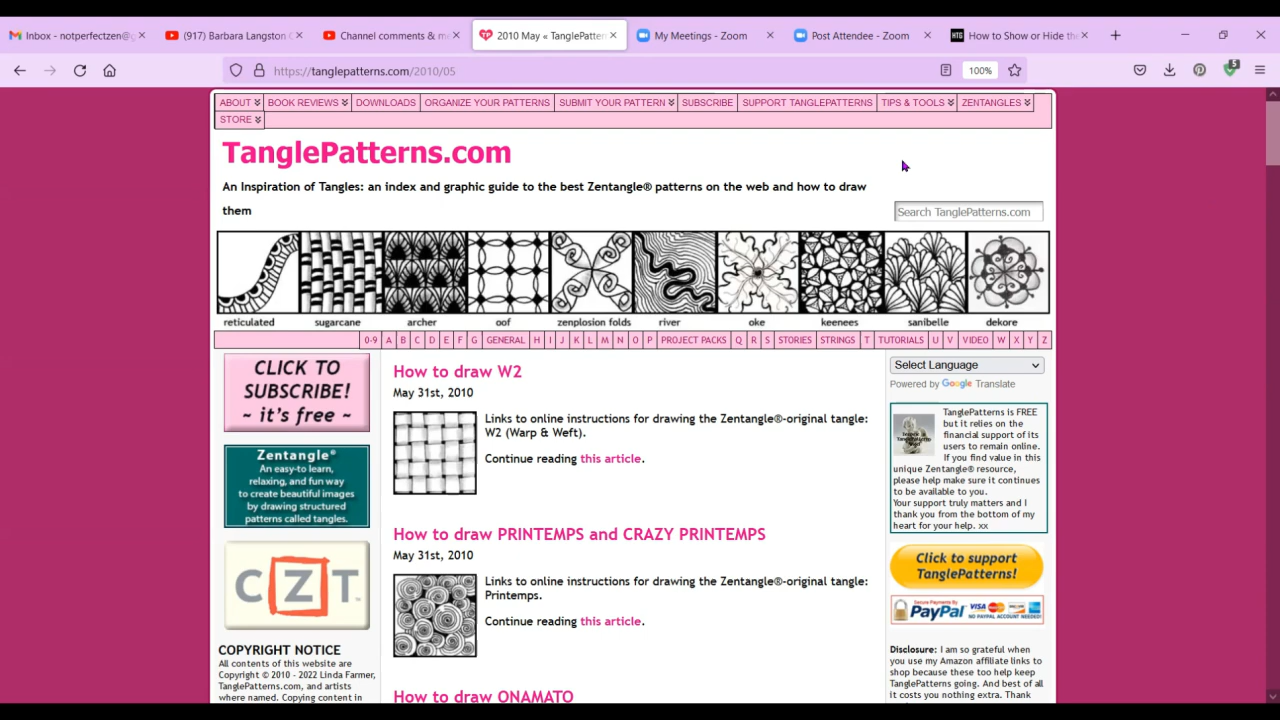 Inbox - notperfectzen@g
(917) Barbara Langston C
Channel comments & me
2010 May « TanglePattern
My Meetings - Zoom
Post Attendee - Zoom
How to Show or Hide the
https://tanglepatterns.com/2010/05
100%
5
ABOUT
BOOK REVIEWS
DOWNLOADS
ORGANIZE YOUR PATTERNS
SUBMIT YOUR PATTERN
SUBSCRIBE
SUPPORT TANGLEPATTERNS
TIPS & TOOLS
ZENTANGLES
STORE
TanglePatterns.com
An Inspiration of Tangles: an index and graphic guide to the best Zentangle® patterns on the web and how to draw
them
Search TanglePatterns.com
reticulated
sugarcane
archer
oof
zenplosion folds
river
oke
keenees
sanibelle
dekore
0-9 A B C D E F G GENERAL H I J K L M N O P PROJECT PACKS Q R S STORIES STRINGS T TUTORIALS U V VIDEO W X Y Z
CLICK TO
SUBSCRIBE!
~ it's free ~
Zentangle®
An easy-to learn,
relaxing, and fun way
to create beautiful images
by drawing structured
patterns called tangles.
CZT™
COPYRIGHT NOTICE
All contents of this website are
Copyright © 2010 - 2022 Linda Farmer,
TanglePatterns.com, and artists
where named. Copying content in
How to draw W2
May 31st, 2010
Links to online instructions for drawing the Zentangle®-original tangle:
W2 (Warp & Weft).
Continue reading this article.
How to draw PRINTEMPS and CRAZY PRINTEMPS
May 31st, 2010
Links to online instructions for drawing the Zentangle®-original tangle:
Printemps.
Continue reading this article.
How to draw ONAMATO
Select Language
Powered by Google Translate
TanglePatterns is FREE
but it relies on the
financial support of its
users to remain online.
If you find value in this
unique Zentangle® resource,
please help make sure it continues
to be available to you.
Your support truly matters and I
thank you from the bottom of my
heart for your help. xx
Click to support
TanglePatterns!
Secure Payments By
PayPal
VISA
NO PAYPAL ACCOUNT NEEDED!
Disclosure: I am so grateful when
you use my Amazon affiliate links to
shop because these too help keep
TanglePatterns going. And best of all
it costs you nothing extra. Thank